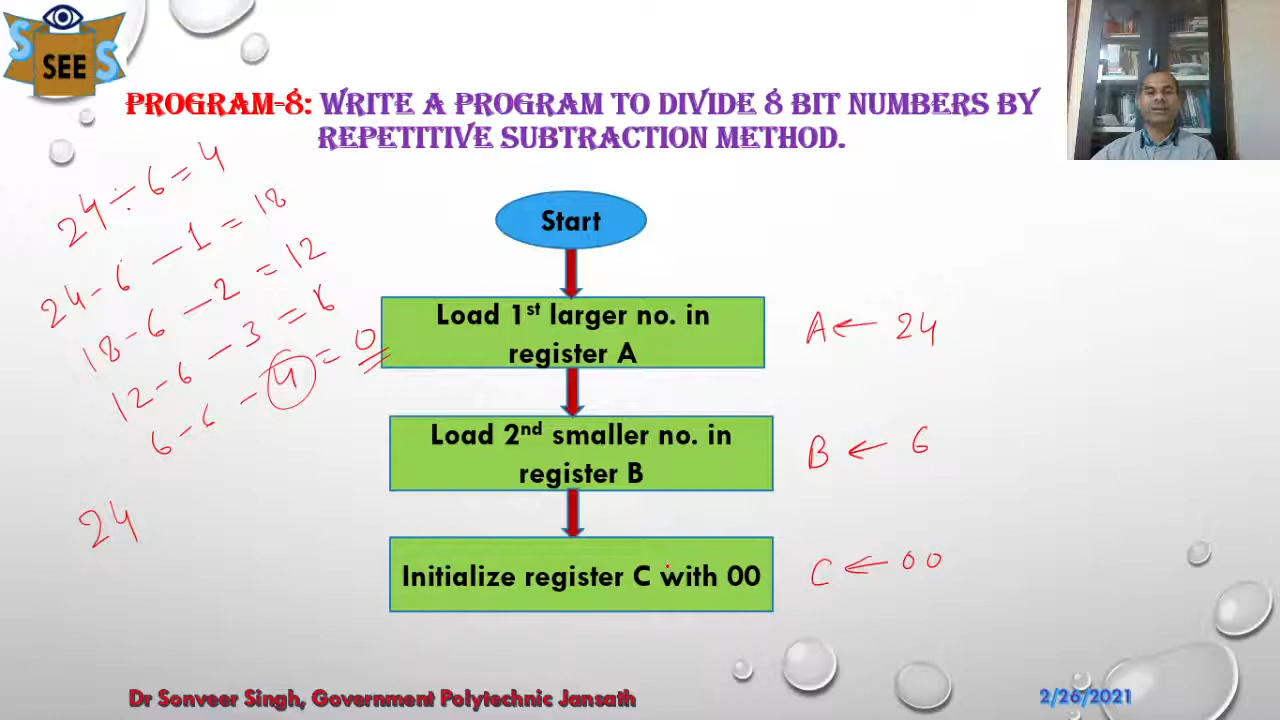 S SEE S
PROGRAM-8: WRITE A PROGRAM TO DIVIDE 8 BIT NUMBERS BY
REPETITIVE SUBTRACTION METHOD.
24 ÷ 6 = 4
24 - 6 — 1 = 18
18 - 6 — 2 = 12
12 - 6 — 3 = 6
6 - 6 - 4 = 0
24
Start
Load 1st larger no. in
register A
A ← 24
Load 2nd smaller no. in
register B
B ← 6
Initialize register C with 00
C ← 00
Dr Sonveer Singh, Government Polytechnic Jansath
2/26/2021